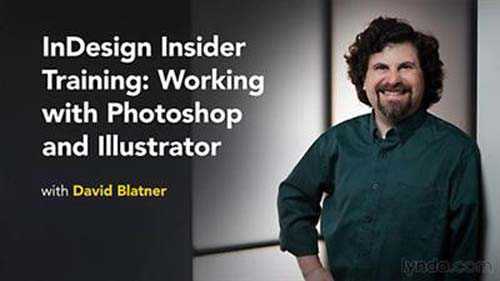 InDesign Insider
Training: Working
with Photoshop
and Illustrator
with David Blatner
lynda.com